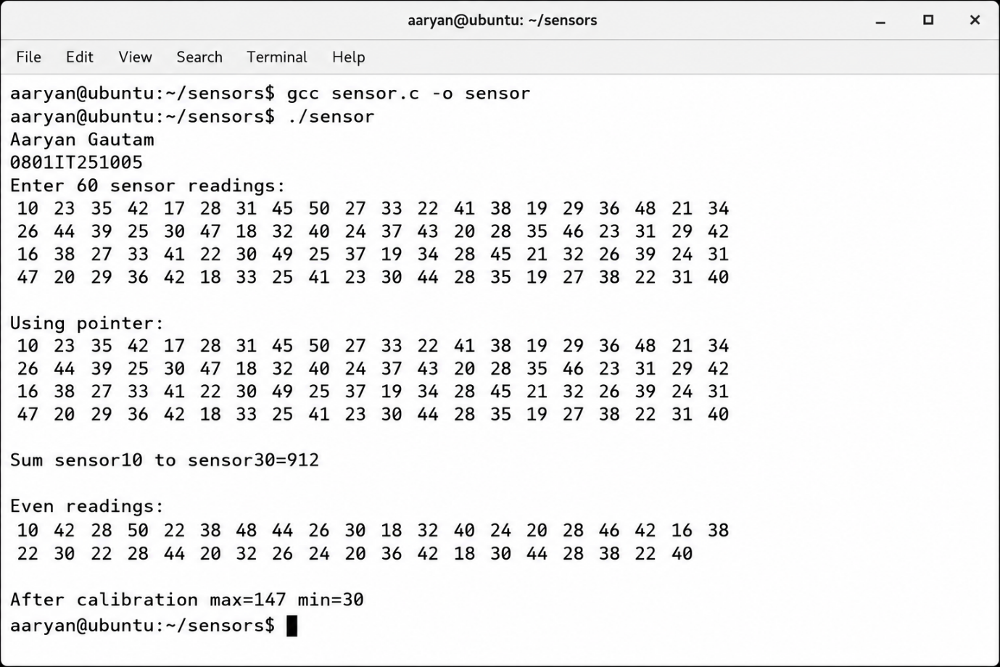 aaryan@ubuntu: ~/sensors
File Edit View Search Terminal Help
aaryan@ubuntu:~/sensors$ gcc sensor.c -o sensor
aaryan@ubuntu:~/sensors$ ./sensor
Aaryan Gautam
0801IT251005
Enter 60 sensor readings:
10 23 35 42 17 28 31 45 50 27 33 22 41 38 19 29 36 48 21 34
26 44 39 25 30 47 18 32 40 24 37 43 20 28 35 46 23 31 29 42
16 38 27 33 41 22 30 49 25 37 19 34 28 45 21 32 26 39 24 31
47 20 29 36 42 18 33 25 41 23 30 44 28 35 19 27 38 22 31 40
Using pointer:
10 23 35 42 17 28 31 45 50 27 33 22 41 38 19 29 36 48 21 34
26 44 39 25 30 47 18 32 40 24 37 43 20 28 35 46 23 31 29 42
16 38 27 33 41 22 30 49 25 37 19 34 28 45 21 32 26 39 24 31
47 20 29 36 42 18 33 25 41 23 30 44 28 35 19 27 38 22 31 40
Sum sensor10 to sensor30=912
Even readings:
10 42 28 50 22 38 48 44 26 30 18 32 40 24 20 28 46 42 16 38
22 30 22 28 44 20 32 26 24 20 36 42 18 30 44 28 38 22 40
After calibration max=147 min=30
aaryan@ubuntu:~/sensors$